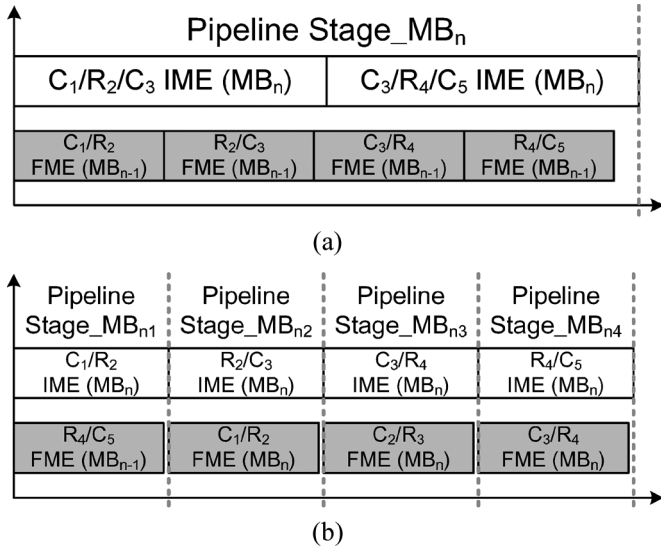 Pipeline Stage_MBn
C1/R2/C3 IME (MBn) C3/R4/C5 IME (MBn)
C1/R2 R2/C3 C3/R4 R4/C5
FME (MBn-1) FME (MBn-1) FME (MBn-1) FME (MBn-1)
(a)
Pipeline Pipeline Pipeline Pipeline
Stage_MBn1 Stage_MBn2 Stage_MBn3 Stage_MBn4
C1/R2 R2/C3 C3/R4 R4/C5
IME (MBn) IME (MBn) IME (MBn) IME (MBn)
R4/C5 C1/R2 C2/R3 C3/R4
FME (MBn-1) FME (MBn) FME (MBn) FME (MBn)
(b)